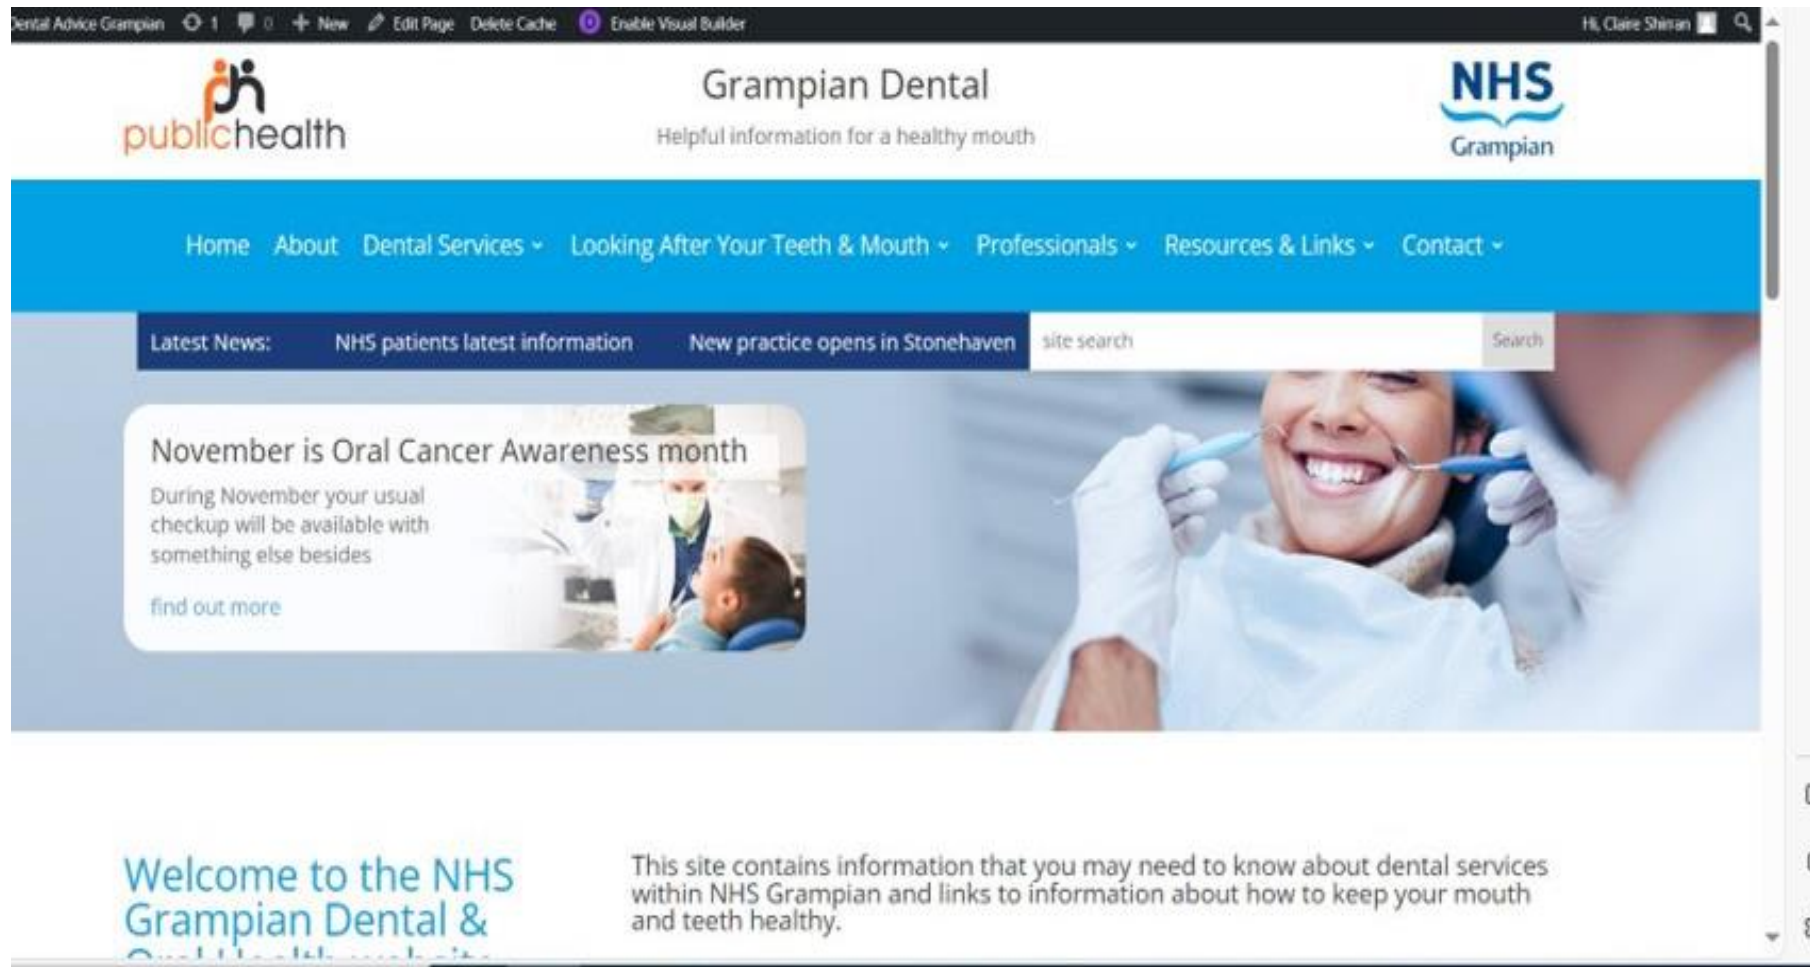 Dental Advice Grampian 1 0 New Edit Page Delete Cache Enable Visual Builder Hi, Claire Shirran
publichealth
Grampian Dental
Helpful information for a healthy mouth
NHS
Grampian
Home About Dental Services Looking After Your Teeth & Mouth Professionals Resources & Links Contact
Latest News: NHS patients latest information New practice opens in Stonehaven site search Search
November is Oral Cancer Awareness month
During November your usual
checkup will be available with
something else besides
find out more
Welcome to the NHS
Grampian Dental &
Oral Health website
This site contains information that you may need to know about dental services
within NHS Grampian and links to information about how to keep your mouth
and teeth healthy.